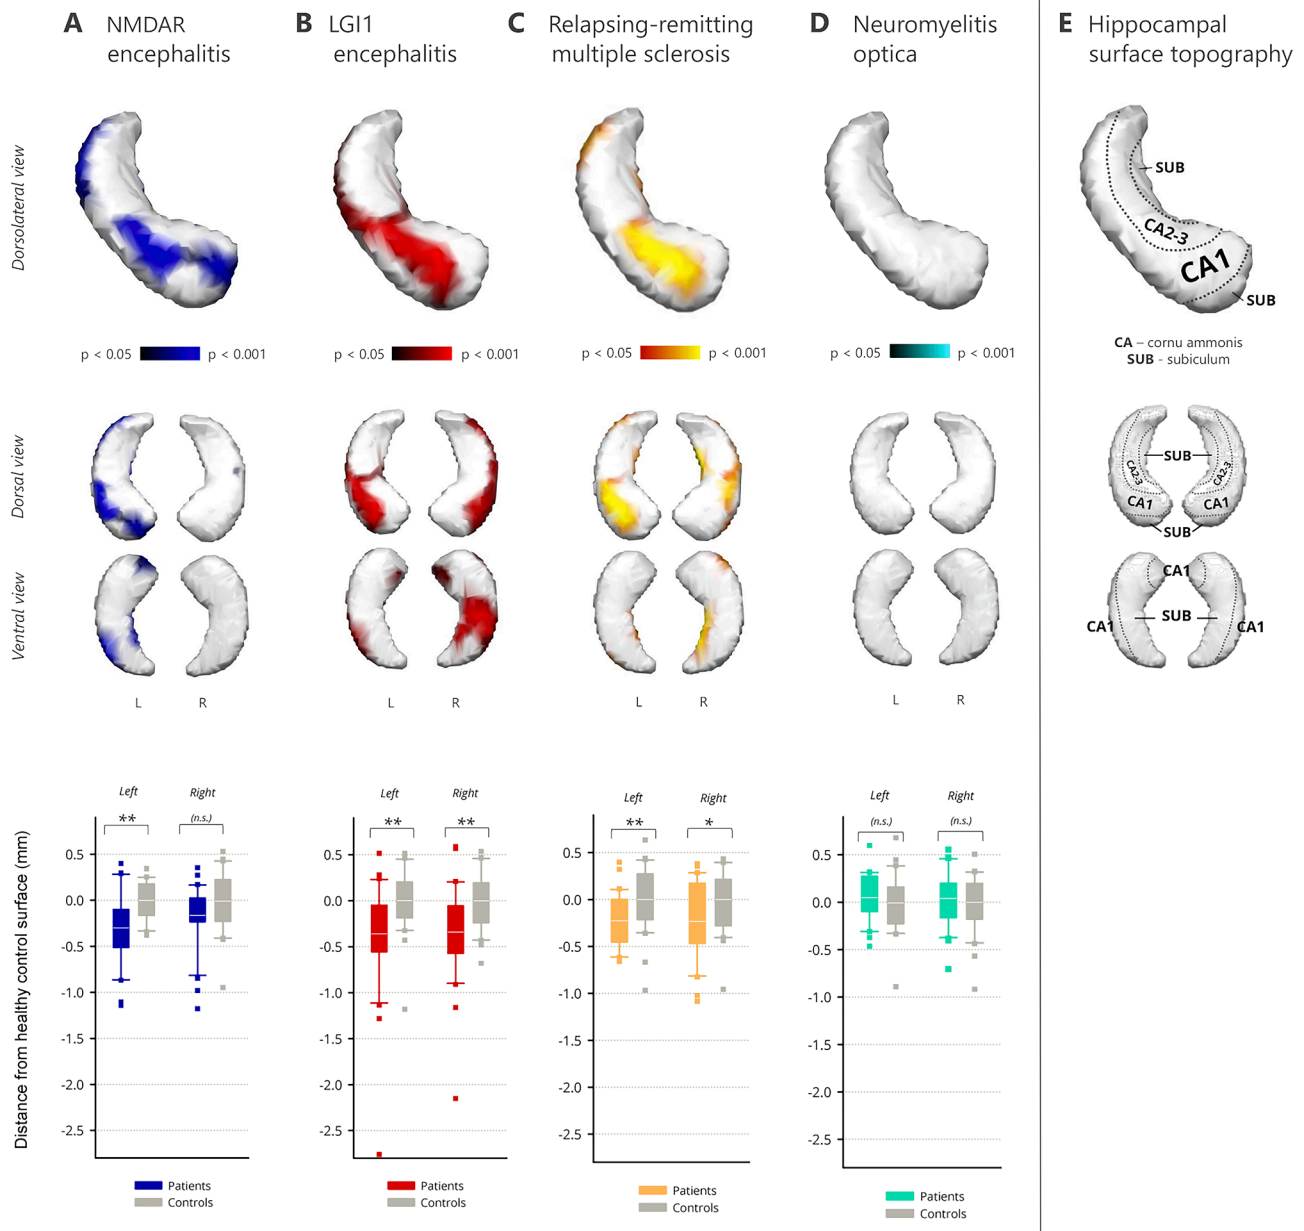 A NMDAR encephalitis
B LGI1 encephalitis
C Relapsing-remitting multiple sclerosis
D Neuromyelitis optica
E Hippocampal surface topography
Dorsolateral view
SUB
CA2-3
CA1
SUB
p < 0.05 p < 0.001
p < 0.05 p < 0.001
p < 0.05 p < 0.001
p < 0.05 p < 0.001
CA – cornu ammonis
SUB - subiculum
Dorsal view
SUB
CA2-3
CA2-3
CA1
CA1
SUB
Ventral view
CA1
SUB
CA1
CA1
L R
L R
L R
L R
Distance from healthy control surface (mm)
Left Right
** (n.s.)
0.5
0.0
-0.5
-1.0
-1.5
-2.0
-2.5
Patients
Controls
Left Right
** **
0.5
0.0
-0.5
-1.0
-1.5
-2.0
-2.5
Patients
Controls
Left Right
** *
0.5
0.0
-0.5
-1.0
-1.5
-2.0
-2.5
Patients
Controls
Left Right
(n.s.) (n.s.)
0.5
0.0
-0.5
-1.0
-1.5
-2.0
-2.5
Patients
Controls